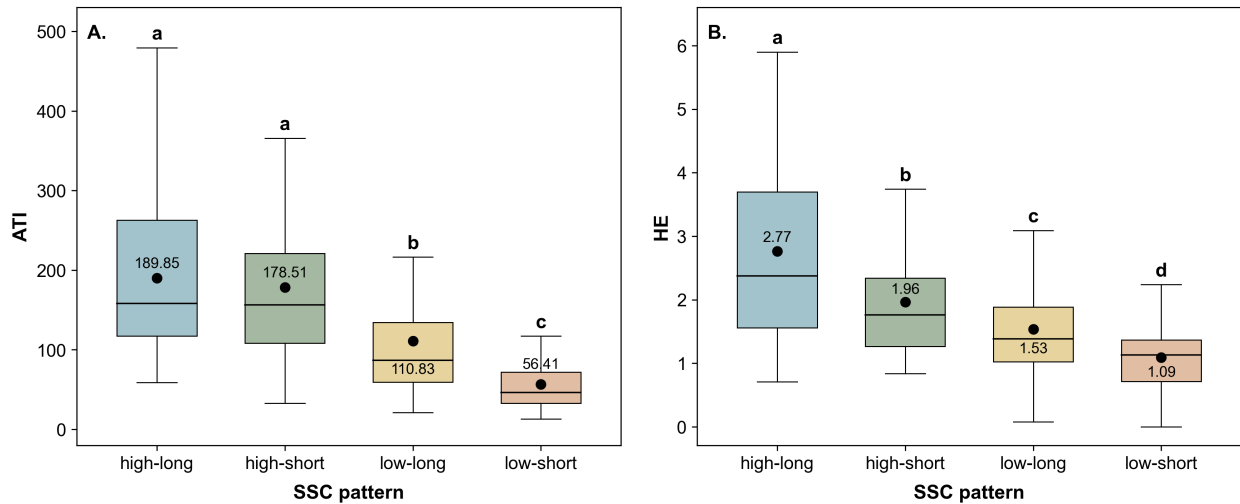 A.
ATI
500
400
300
200
100
0
a
a
b
c
189.85
178.51
110.83
56.41
high-long
high-short
low-long
low-short
SSC pattern
B.
HE
6
5
4
3
2
1
0
a
b
c
d
2.77
1.96
1.53
1.09
high-long
high-short
low-long
low-short
SSC pattern